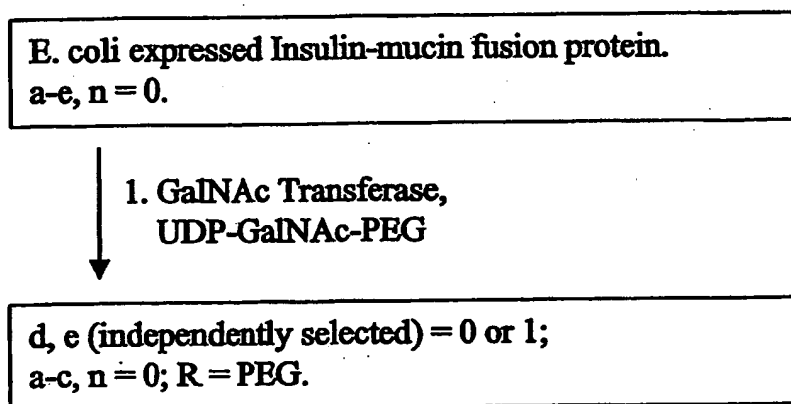 E. coli expressed Insulin-mucin fusion protein.
a-e, n = 0.
1. GalNAc Transferase,
UDP-GalNAc-PEG
d, e (independently selected) = 0 or 1;
a-c, n = 0; R = PEG.